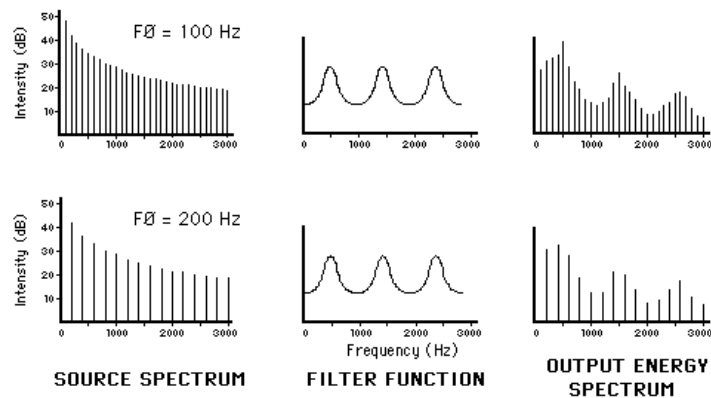 Intensity (dB)
50
40
30
20
10
FØ = 100 Hz
0 1000 2000 3000
0 1000 2000 3000
0 1000 2000 3000
Intensity (dB)
50
40
30
20
10
FØ = 200 Hz
0 1000 2000 3000
0 1000 2000 3000
0 1000 2000 3000
Frequency (Hz)
SOURCE SPECTRUM
FILTER FUNCTION
OUTPUT ENERGY
SPECTRUM